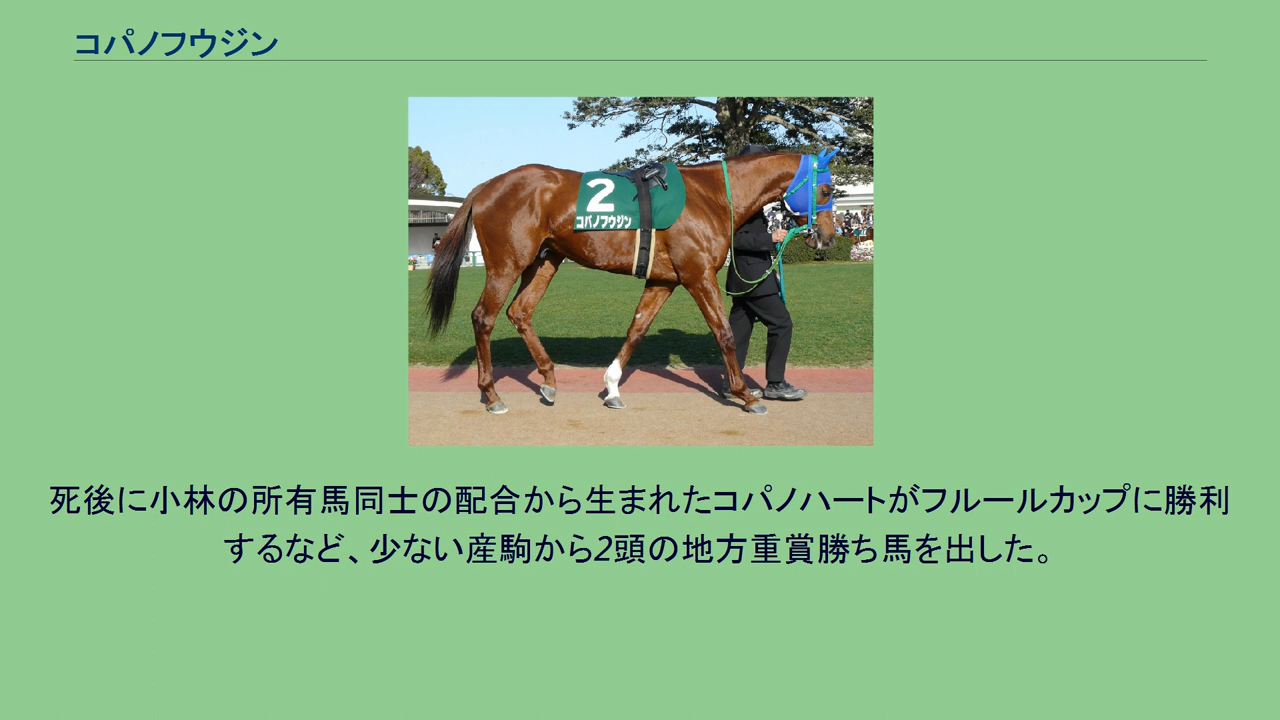 コパノフウジン
2
コパノフウジン
死後に小林の所有馬同士の配合から生まれたコパノハートがフルールカップに勝利
するなど、少ない産駒から2頭の地方重賞勝ち馬を出した。